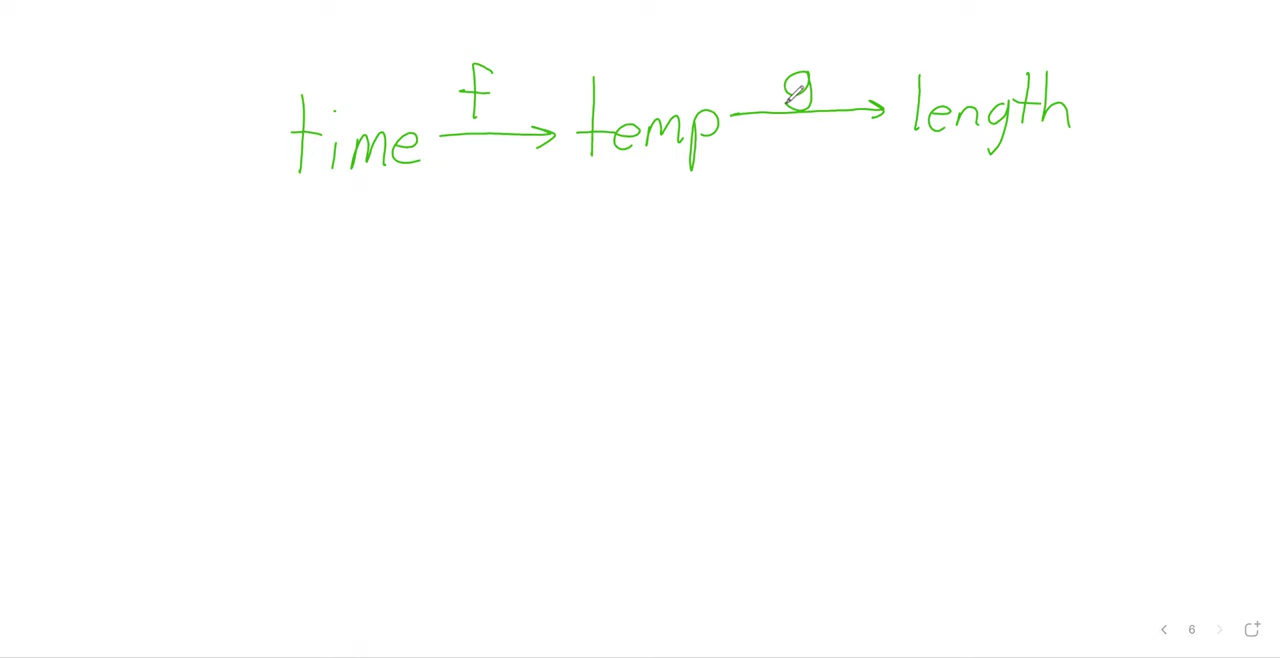 f g
time → temp → length
6